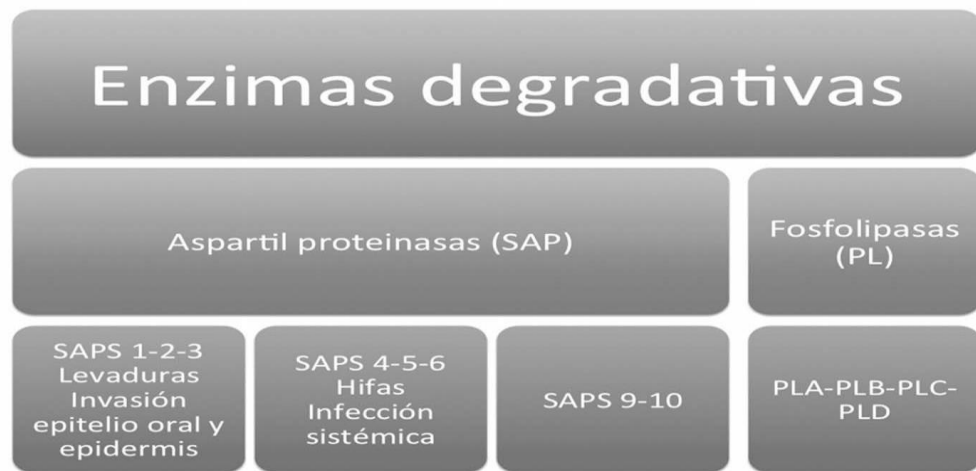 Enzimas degradativas
Aspartil proteinasas (SAP)
Fosfolipasas
(PL)
SAPS 1-2-3
Levaduras
Invasión
epitelio oral y
epidermis
SAPS 4-5-6
Hifas
Infección
sistémica
SAPS 9-10
PLA-PLB-PLC-
PLD